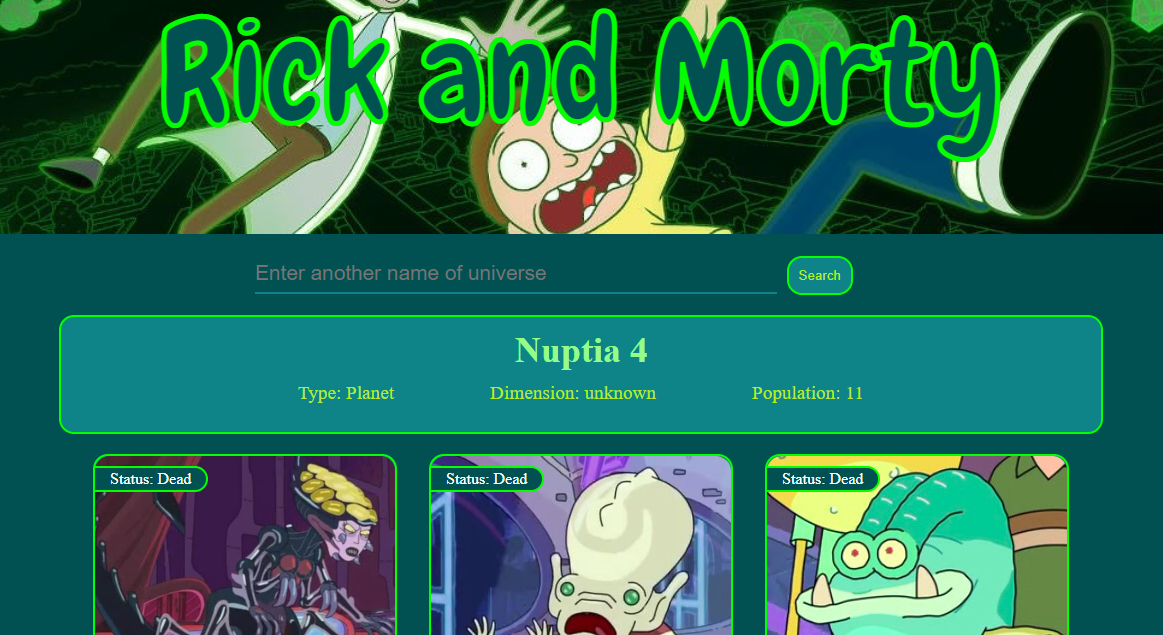 Rick and Morty
Enter another name of universe
Search
Nuptia 4
Type: Planet
Dimension: unknown
Population: 11
Status: Dead
Status: Dead
Status: Dead